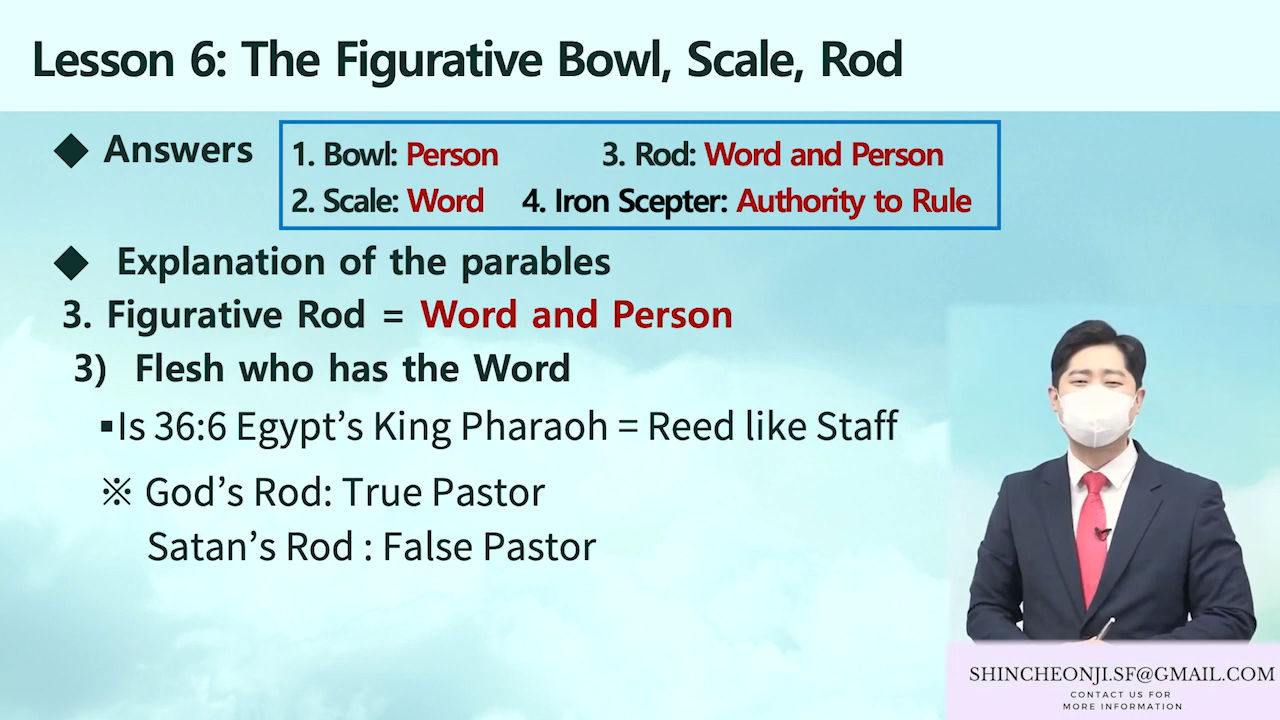 Lesson 6: The Figurative Bowl, Scale, Rod
◆ Answers
1. Bowl: Person 3. Rod: Word and Person
2. Scale: Word 4. Iron Scepter: Authority to Rule
◆ Explanation of the parables
3. Figurative Rod = Word and Person
3) Flesh who has the Word
▪Is 36:6 Egypt’s King Pharaoh = Reed like Staff
※ God’s Rod: True Pastor
Satan’s Rod : False Pastor
SHINCHEONJI.SF@GMAIL.COM
CONTACT US FOR
MORE INFORMATION